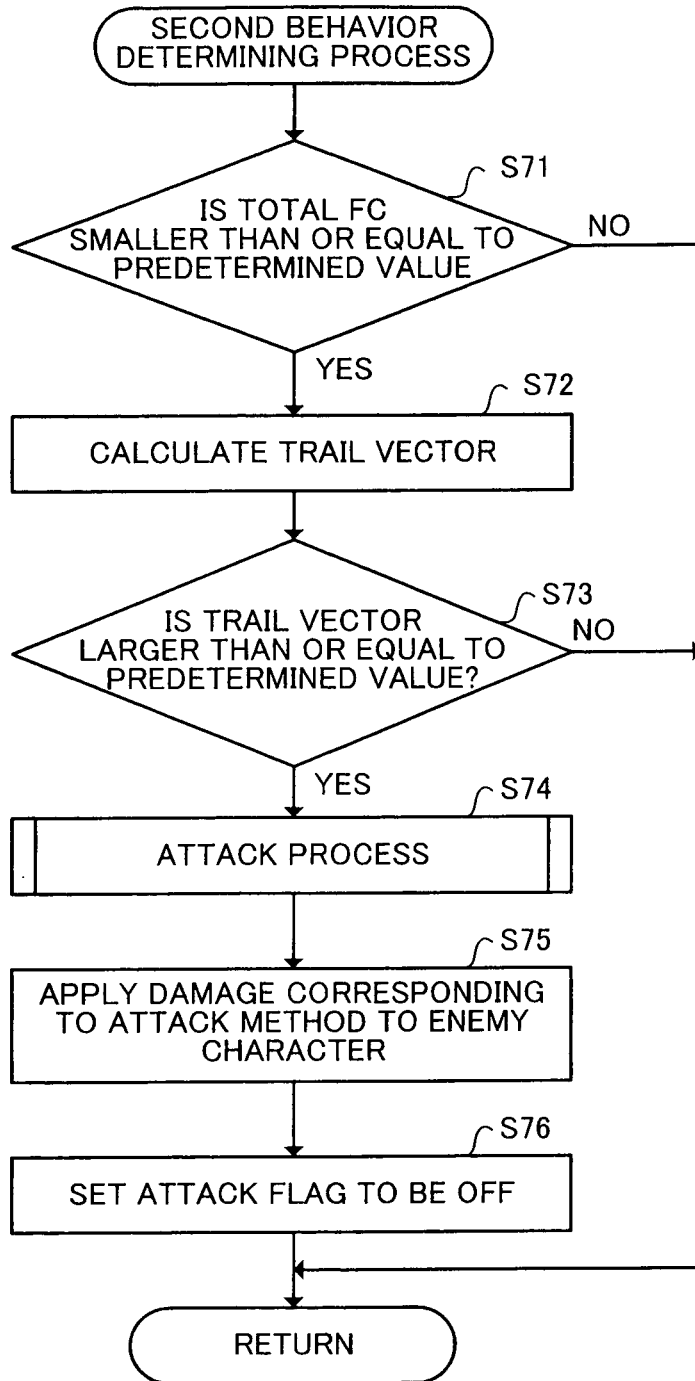 SECOND BEHAVIOR
DETERMINING PROCESS
S71
IS TOTAL FC
SMALLER THAN OR EQUAL TO
PREDETERMINED VALUE
NO
YES
S72
CALCULATE TRAIL VECTOR
S73
IS TRAIL VECTOR
LARGER THAN OR EQUAL TO
PREDETERMINED VALUE?
NO
YES
S74
ATTACK PROCESS
S75
APPLY DAMAGE CORRESPONDING
TO ATTACK METHOD TO ENEMY
CHARACTER
S76
SET ATTACK FLAG TO BE OFF
RETURN